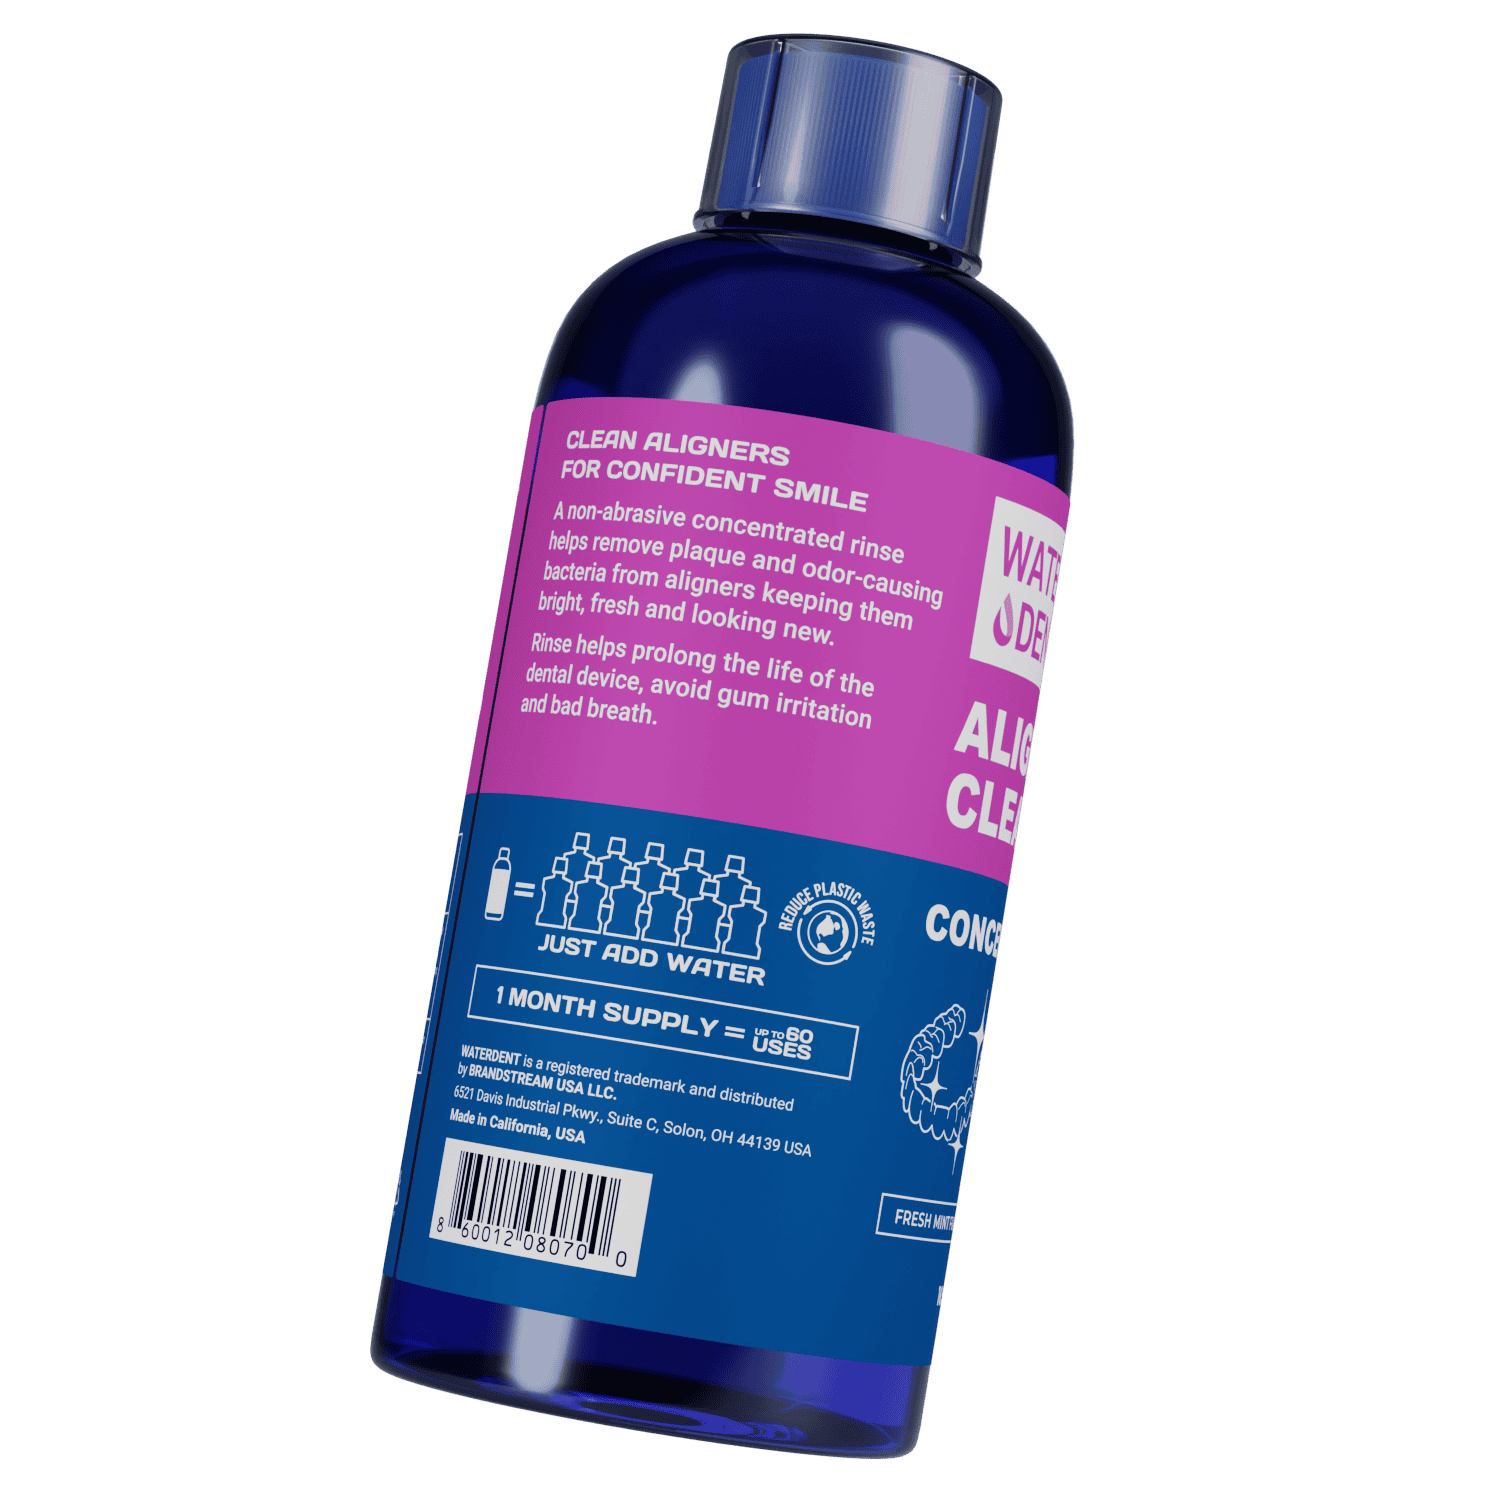 CLEAN ALIGNERS
FOR CONFIDENT SMILE
A non-abrasive concentrated rinse
helps remove plaque and odor-causing
bacteria from aligners keeping them
bright, fresh and looking new.
Rinse helps prolong the life of the
dental device, avoid gum irritation
and bad breath.
=
JUST ADD WATER
REDUCE PLASTIC WASTE
1 MONTH SUPPLY = UP TO 60
USES
WATERDENT is a registered trademark and distributed
by BRANDSTREAM USA LLC.
6521 Davis Industrial Pkwy., Suite C, Solon, OH 44139 USA
Made in California, USA
8 60012 08070 0
FRESH MINT